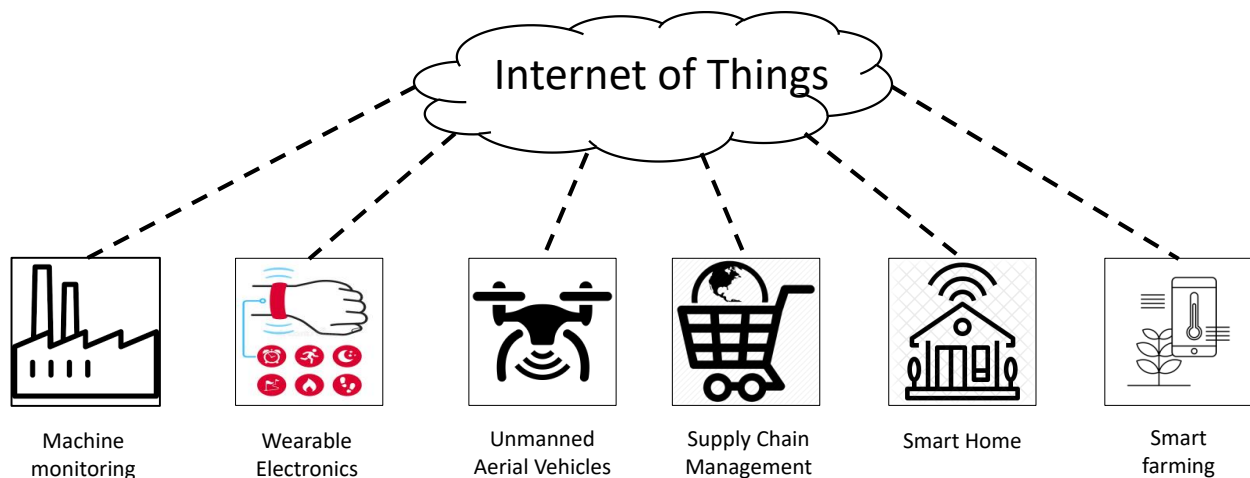 Internet of Things
Machine
monitoring
Wearable
Electronics
Unmanned
Aerial Vehicles
Supply Chain
Management
Smart Home
Smart
farming